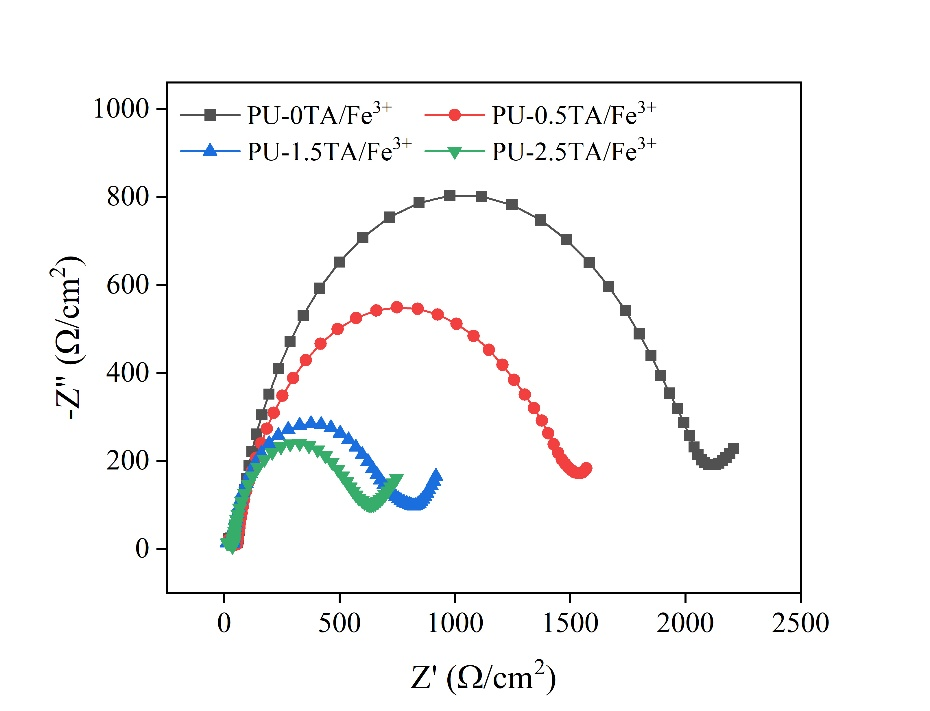 1000
800
600
400
200
0
-Z" (Ω/cm²)
PU-0TA/Fe³⁺ PU-0.5TA/Fe³⁺
PU-1.5TA/Fe³⁺ PU-2.5TA/Fe³⁺
0 500 1000 1500 2000 2500
Z' (Ω/cm²)